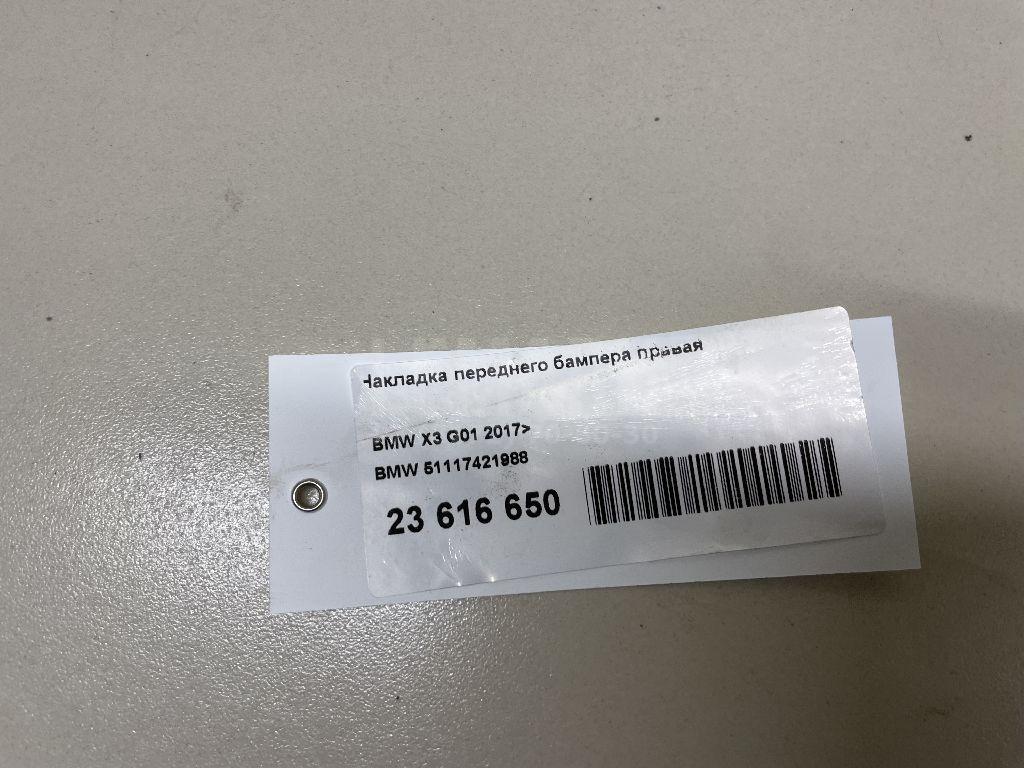 Накладка переднего бампера правая
BMW X3 G01 2017>
BMW 51117421988
23 616 650